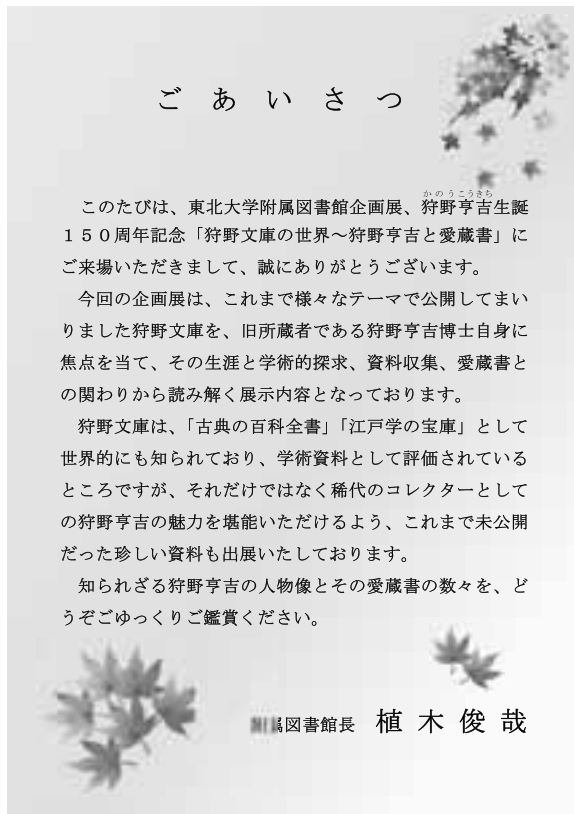 ごあいさつ
かのうこうきち
このたびは、東北大学附属図書館企画展、狩野亨吉生誕
１５０周年記念「狩野文庫の世界～狩野亨吉と愛蔵書」に
ご来場いただきまして、誠にありがとうございます。
今回の企画展は、これまで様々なテーマで公開してまい
りました狩野文庫を、旧所蔵者である狩野亨吉博士自身に
焦点を当て、その生涯と学術的探求、資料収集、愛蔵書と
の関わりから読み解く展示内容となっております。
狩野文庫は、「古典の百科全書」「江戸学の宝庫」として
世界的にも知られており、学術資料として評価されている
ところですが、それだけではなく稀代のコレクターとして
の狩野亨吉の魅力を堪能いただけるよう、これまで未公開
だった珍しい資料も出展いたしております。
知られざる狩野亨吉の人物像とその愛蔵書の数々を、ど
うぞごゆっくりご鑑賞ください。
図書館長 植木俊哉